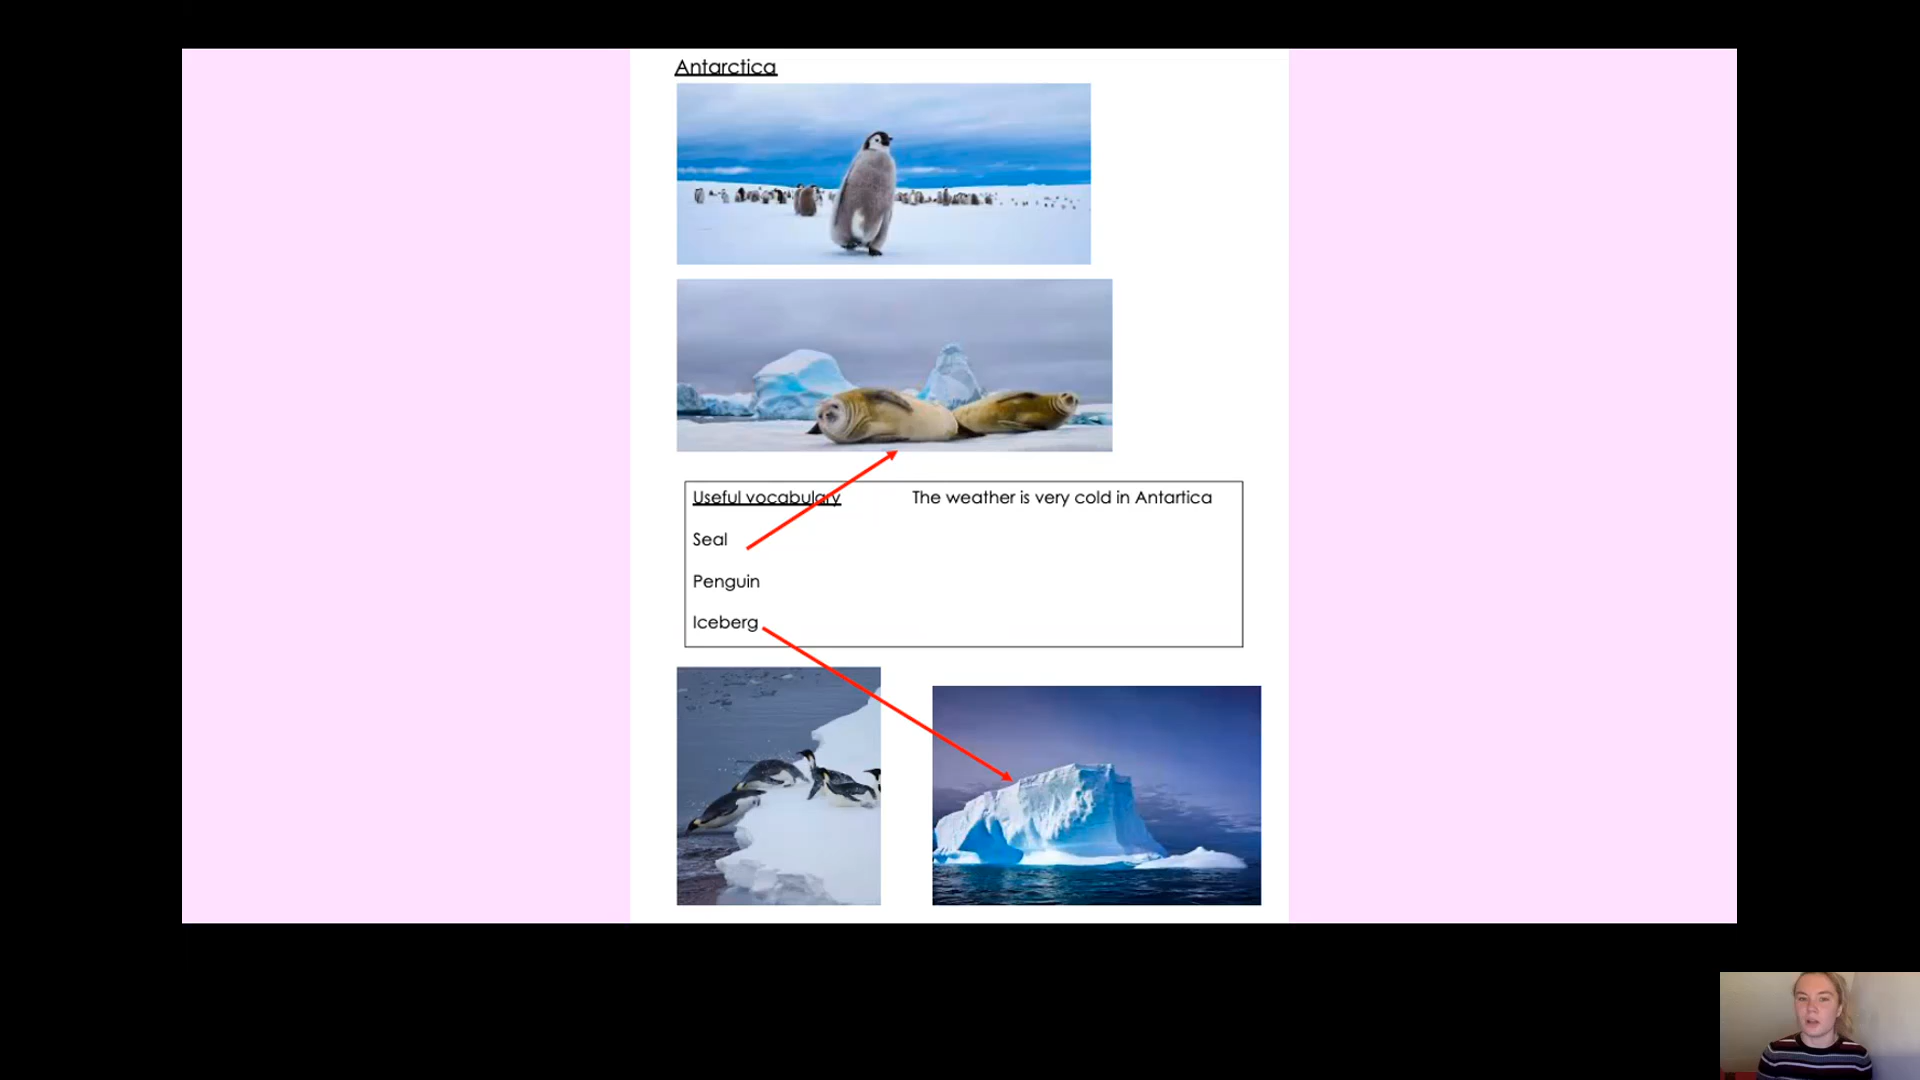 Antarctica
Useful vocabulary
The weather is very cold in Antartica
Seal
Penguin
Iceberg